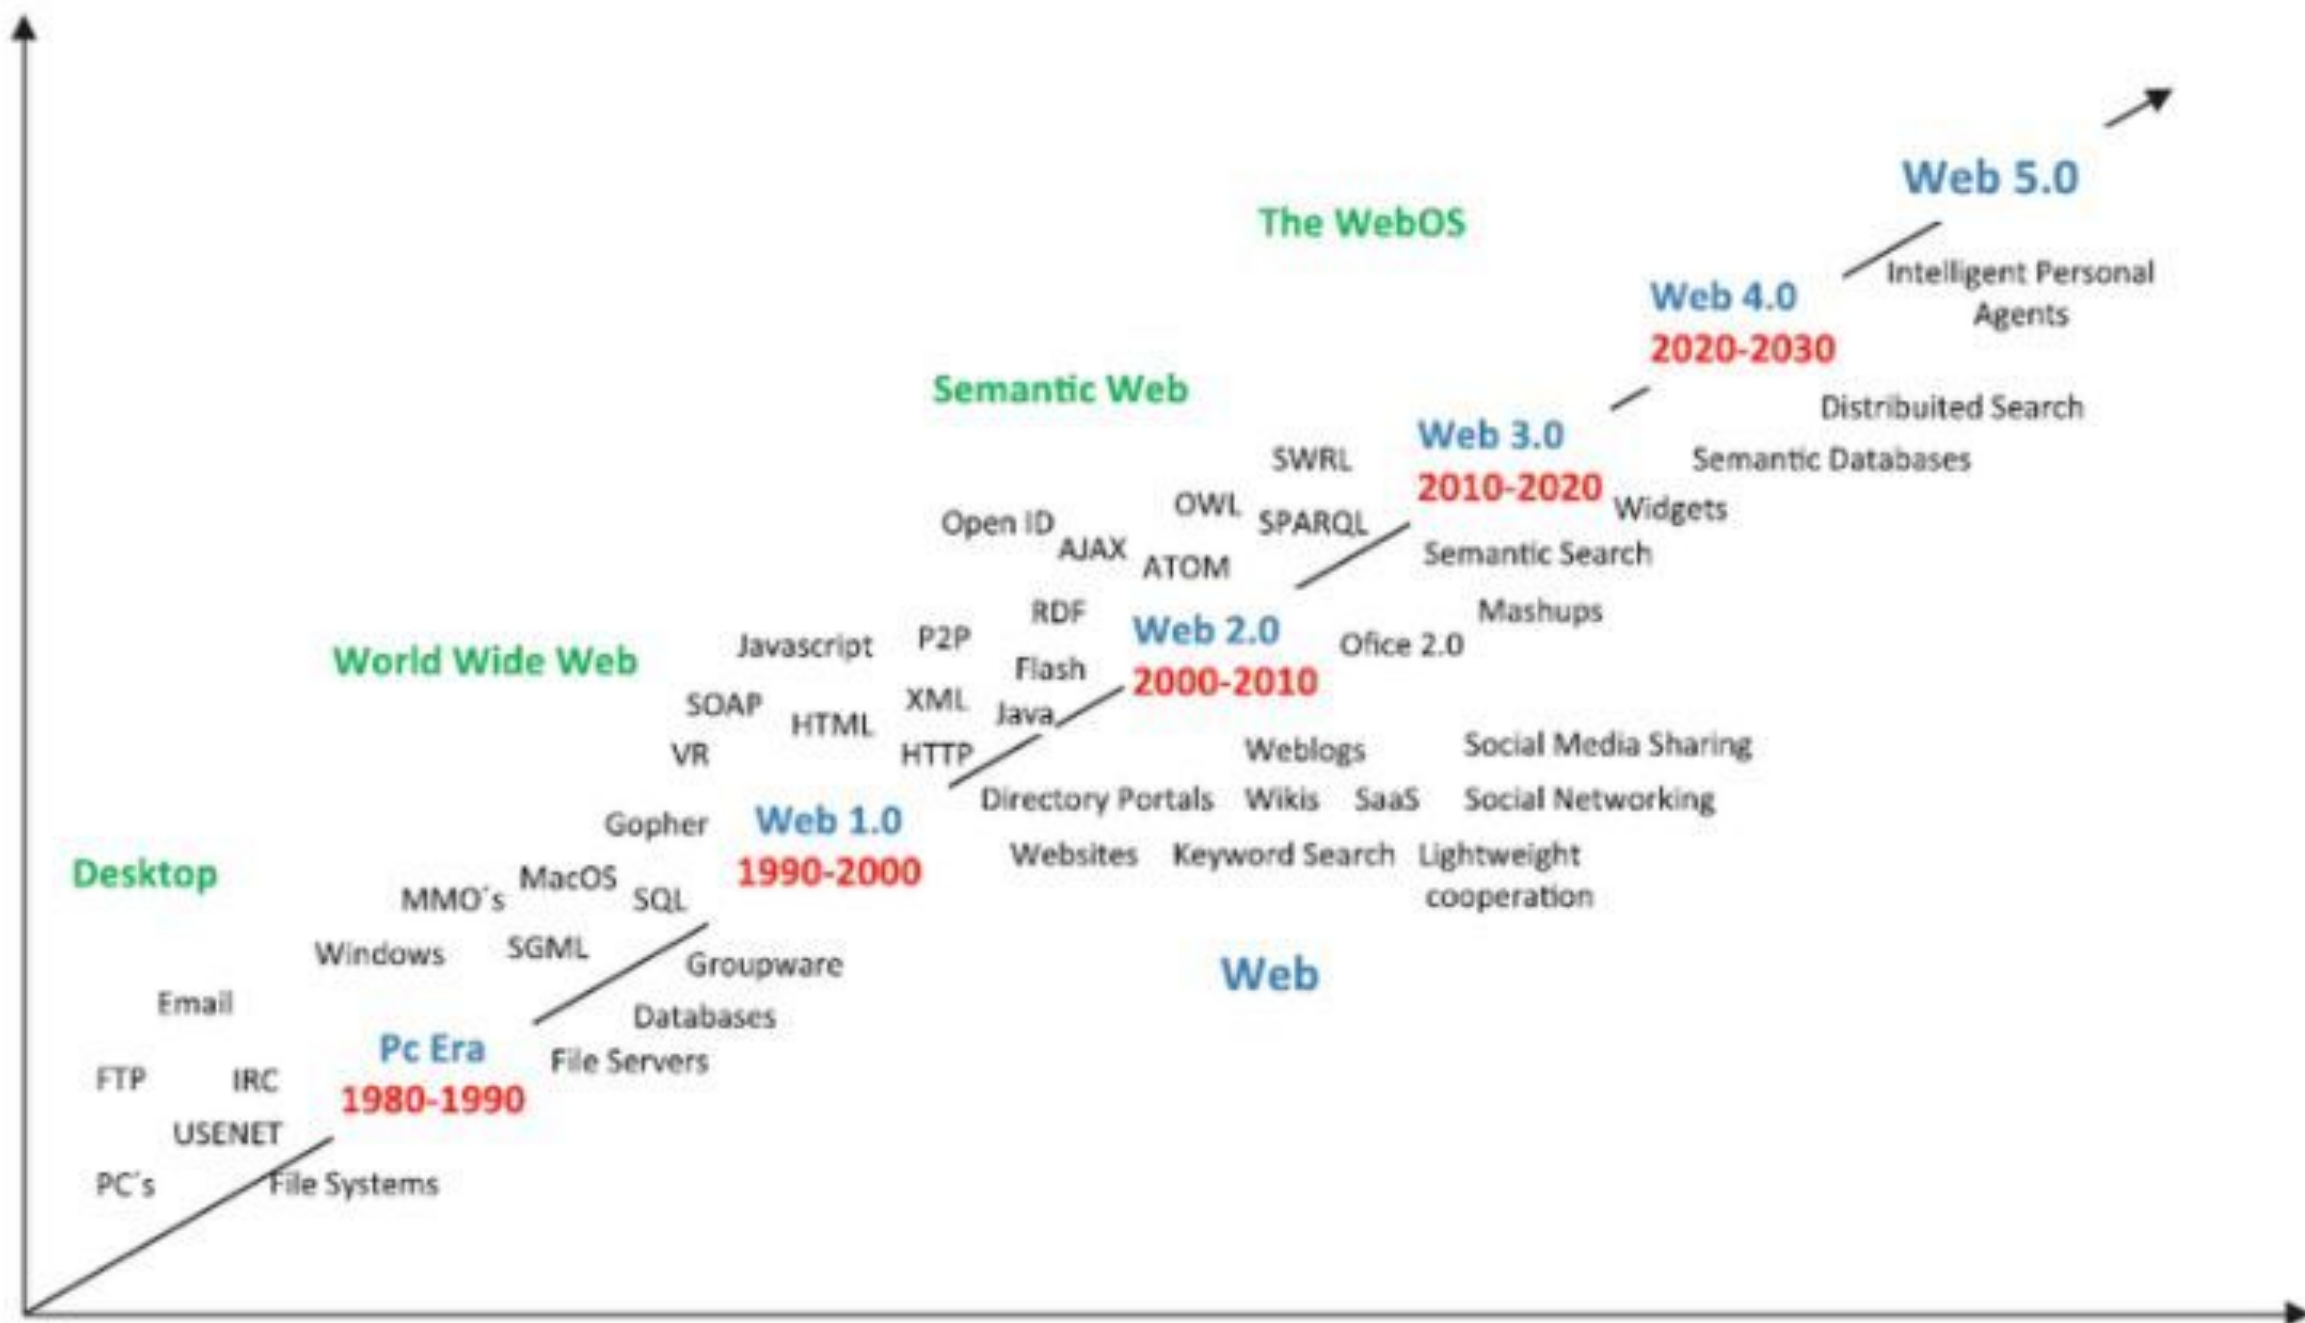 Web 5.0
The WebOS
Intelligent Personal
Agents
Web 4.0
2020-2030
Semantic Web
Distribuited Search
Web 3.0
2010-2020
SWRL
Semantic Databases
OWL
Widgets
Open ID
SPARQL
AJAX
Semantic Search
ATOM
RDF
Mashups
Web 2.0
2000-2010
P2P
Javascript
Ofice 2.0
World Wide Web
Flash
XML
SOAP
Java
HTML
Social Media Sharing
Weblogs
VR
HTTP
Directory Portals
Wikis
SaaS
Social Networking
Web 1.0
1990-2000
Gopher
Websites
Keyword Search
Lightweight
cooperation
Desktop
MacOS
MMO´s
SQL
SGML
Windows
Groupware
Web
Email
Databases
Pc Era
1980-1990
File Servers
FTP
IRC
USENET
PC´s
File Systems